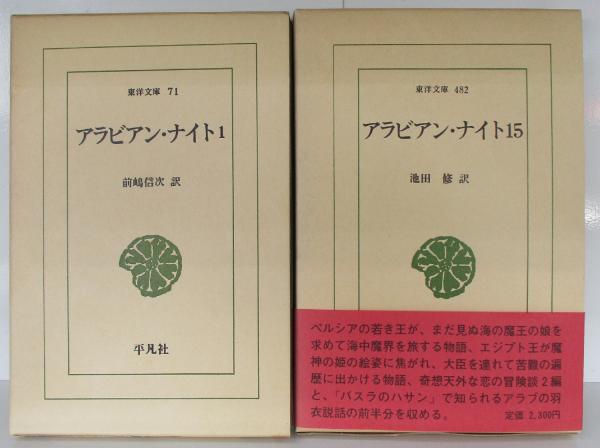 東洋文庫 71
アラビアン・ナイト1
前嶋信次 訳
平凡社
東洋文庫 482
アラビアン・ナイト15
池田 修 訳
ペルシアの若き王が、まだ見ぬ海の魔王の娘を
求めて海中魔界を旅する物語、エジプト王が魔
神の姫の絵姿に焦がれ、大臣を連れて苦難の遍
歴に出かける物語、奇想天外な恋の冒険談2編
と、「バスラのハサン」で知られるアラブの羽
衣説話の前半分を収める。
定価 2,300円